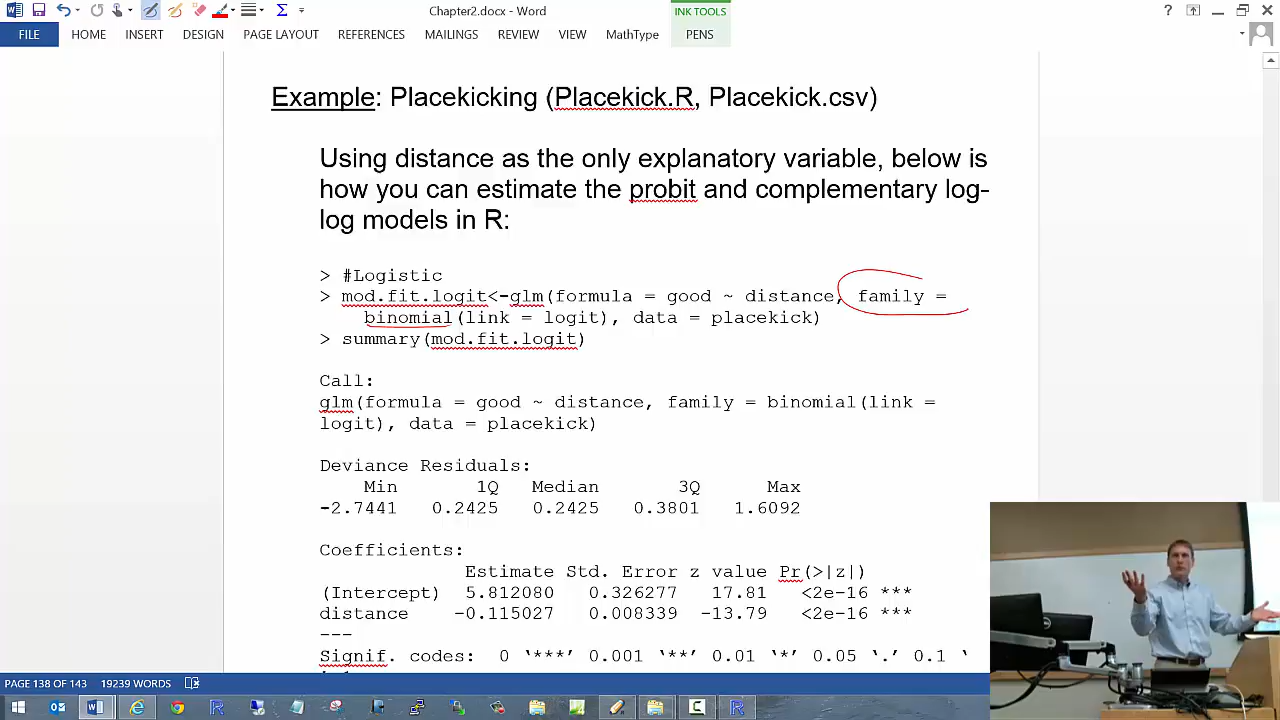 Chapter2.docx - Word
INK TOOLS
FILE HOME INSERT DESIGN PAGE LAYOUT REFERENCES MAILINGS REVIEW VIEW MathType PENS
Example: Placekicking (Placekick.R, Placekick.csv)
Using distance as the only explanatory variable, below is
how you can estimate the probit and complementary log-
log models in R:
> #Logistic
> mod.fit.logit<-glm(formula = good ~ distance, family =
binomial(link = logit), data = placekick)
> summary(mod.fit.logit)
Call:
glm(formula = good ~ distance, family = binomial(link =
logit), data = placekick)
Deviance Residuals:
Min 1Q Median 3Q Max
-2.7441 0.2425 0.2425 0.3801 1.6092
Coefficients:
Estimate Std. Error z value Pr(>|z|)
(Intercept) 5.812080 0.326277 17.81 <2e-16 ***
distance -0.115027 0.008339 -13.79 <2e-16 ***
---
Signif. codes: 0 ‘***’ 0.001 ‘**’ 0.01 ‘*’ 0.05 ‘.’ 0.1 ‘
PAGE 138 OF 143 19239 WORDS